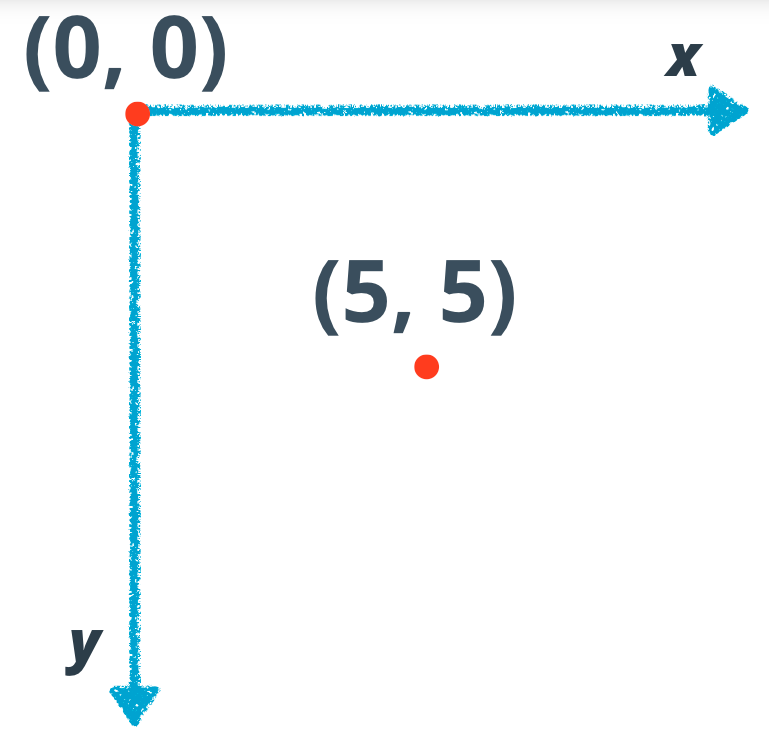 (0, 0)
x
(5, 5)
y